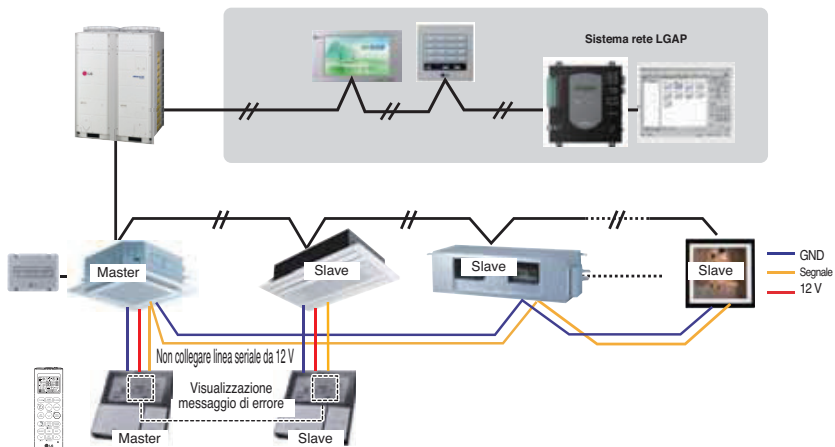 Sistema rete LGAP
Master
Slave
Slave
Slave
GND
Segnale
12 V
Non collegare linea seriale da 12 V
Visualizzazione
messaggio di errore
Master
Slave